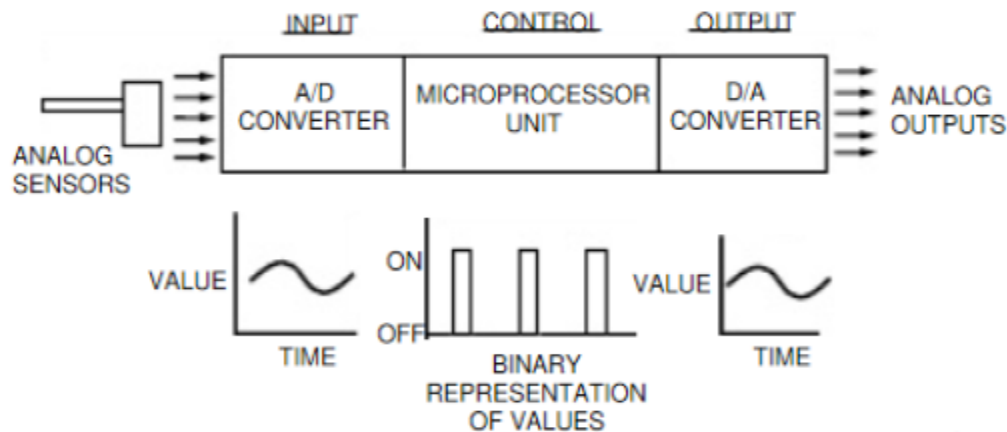 INPUT
CONTROL
OUTPUT
A/D
CONVERTER
MICROPROCESSOR
UNIT
D/A
CONVERTER
ANALOG
SENSORS
ANALOG
OUTPUTS
VALUE
TIME
ON
OFF
BINARY
REPRESENTATION
OF VALUES
VALUE
TIME